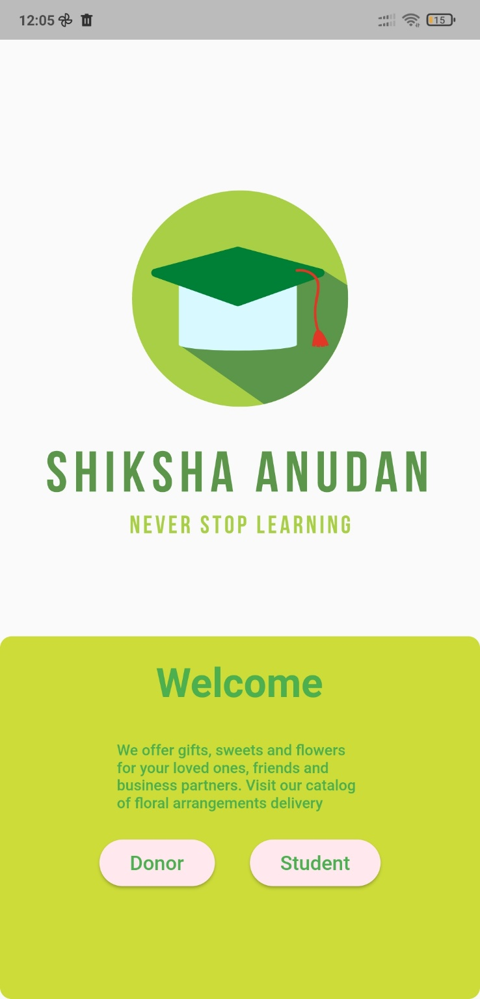 12:05
15
SHIKSHA ANUDAN
NEVER STOP LEARNING
Welcome
We offer gifts, sweets and flowers
for your loved ones, friends and
business partners. Visit our catalog
of floral arrangements delivery
Donor Student